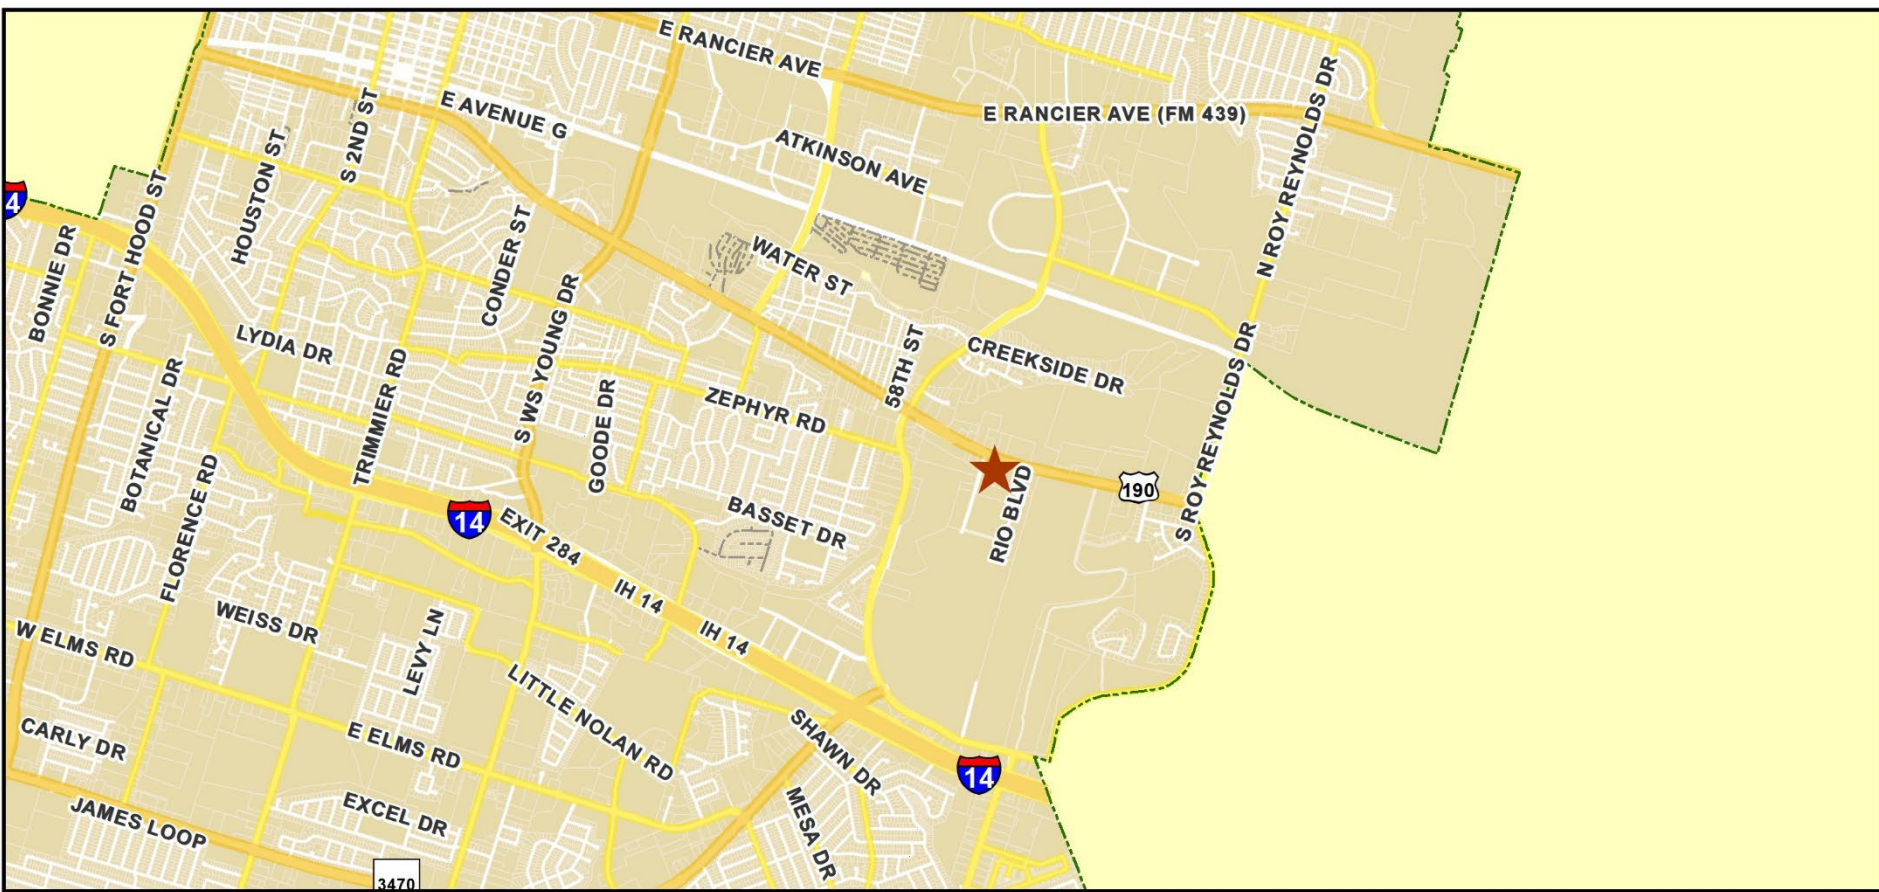 E RANCIER AVE
E RANCIER AVE (FM 439)
E AVENUE G
S 2ND ST
HOUSTON ST
ATKINSON AVE
N ROY REYNOLDS DR
4
BONNIE DR
S FORT HOOD ST
CONDER ST
WATER ST
LYDIA DR
S WS YOUNG DR
58TH ST
CREEKSIDE DR
S ROY REYNOLDS DR
BOTANICAL DR
TRIMMIER RD
GOODE DR
ZEPHYR RD
FLORENCE RD
14
EXIT 284
BASSET DR
RIO BLVD
190
WEISS DR
LEVY LN
IH 14
IH 14
W ELMS RD
LITTLE NOLAN RD
CARLY DR
E ELMS RD
SHAWN DR
14
JAMES LOOP
EXCEL DR
MESA DR
3470